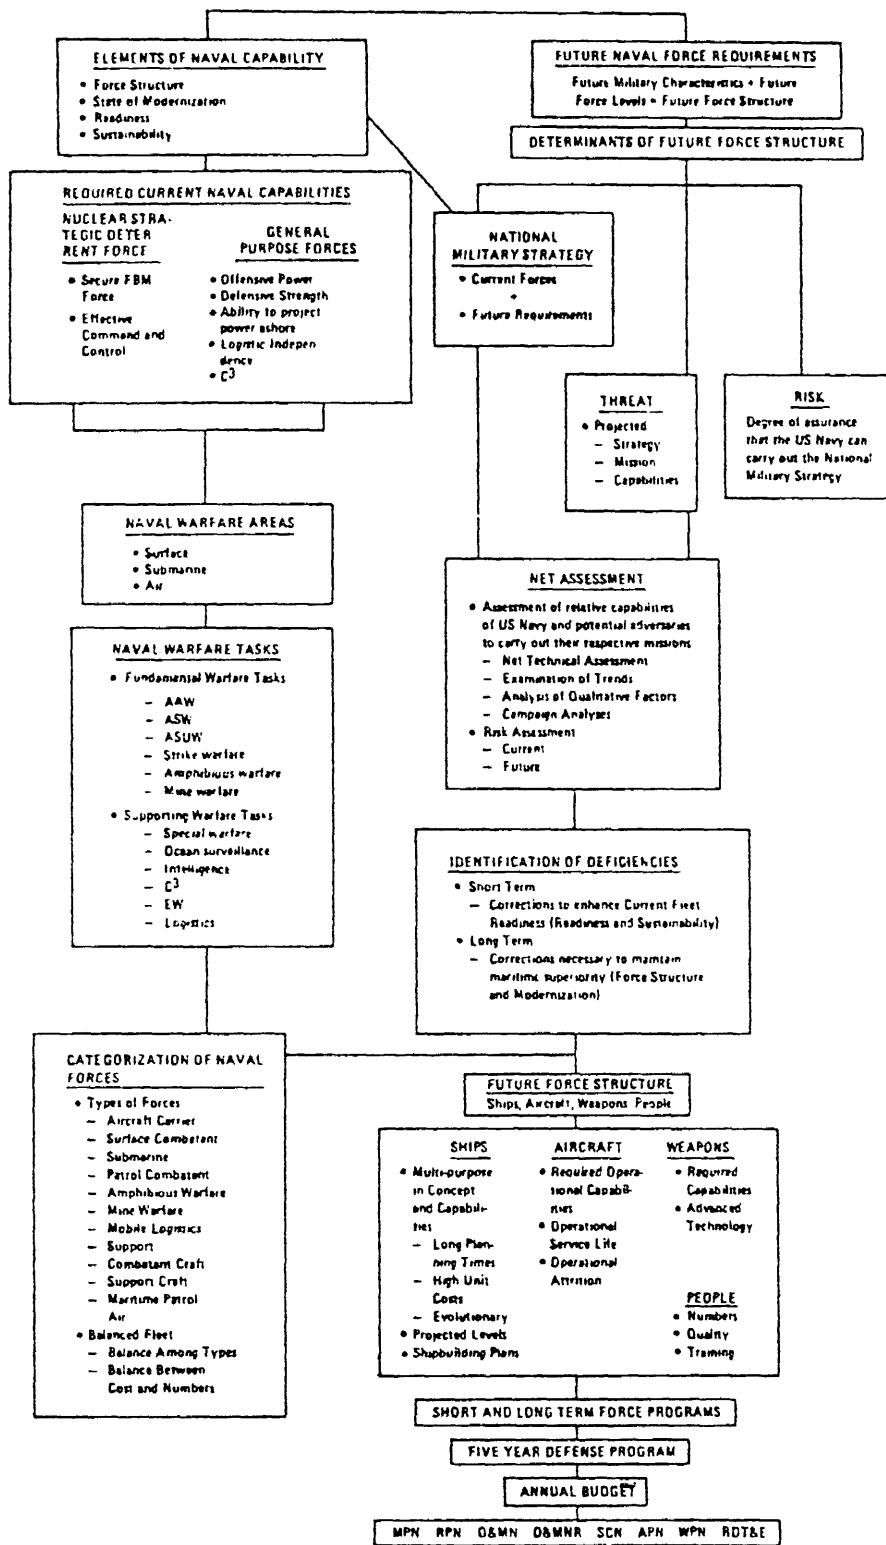 ELEMENTS OF NAVAL CAPABILITY
• Force Structure
• State of Modernization
• Readiness
• Sustainability
FUTURE NAVAL FORCE REQUIREMENTS
Future Military Characteristics + Future
Force Levels = Future Force Structure
DETERMINANTS OF FUTURE FORCE STRUCTURE
REQUIRED CURRENT NAVAL CAPABILITIES
NUCLEAR STRA-
TEGIC DETER
RENT FORCE
• Secure FBM
Force
• Effective
Command and
Control
GENERAL
PURPOSE FORCES
• Offensive Power
• Defensive Strength
• Ability to project
power ashore
• Logistic Indepen
dence
• C3
NATIONAL
MILITARY STRATEGY
• Current Forces
+
• Future Requirements
THREAT
• Projected
– Strategy
– Mission
– Capabilities
RISK
Degree of assurance
that the US Navy can
carry out the National
Military Strategy
NAVAL WARFARE AREAS
• Surface
• Submarine
• Air
NET ASSESSMENT
• Assessment of relative capabilities
of US Navy and potential adversaries
to carry out their respective missions
– Net Technical Assessment
– Examination of Trends
– Analysis of Qualitative Factors
– Campaign Analyses
• Risk Assessment
– Current
– Future
NAVAL WARFARE TASKS
• Fundamental Warfare Tasks
– AAW
– ASW
– ASUW
– Strike warfare
– Amphibious warfare
– Mine warfare
• Supporting Warfare Tasks
– Special warfare
– Ocean surveillance
– Intelligence
– C3
– EW
– Logistics
IDENTIFICATION OF DEFICIENCIES
• Short Term
– Corrections to enhance Current Fleet
Readiness (Readiness and Sustainability)
• Long Term
– Corrections necessary to maintain
maritime superiority (Force Structure
and Modernization)
CATEGORIZATION OF NAVAL
FORCES
• Types of Forces
– Aircraft Carrier
– Surface Combatant
– Submarine
– Patrol Combatant
– Amphibious Warfare
– Mine Warfare
– Mobile Logistics
– Support
– Combatant Craft
– Support Craft
– Maritime Patrol
Air
• Balanced Fleet
– Balance Among Types
– Balance Between
Cost and Numbers
FUTURE FORCE STRUCTURE
Ships, Aircraft, Weapons, People
SHIPS
• Multi-purpose
in Concept
and Capabili-
ties
– Long Plan-
ning Times
– High Unit
Costs
– Evolutionary
• Projected Levels
• Shipbuilding Plans
AIRCRAFT
• Required Opera-
tional Capabili-
ties
• Operational
Service Life
• Operational
Attrition
WEAPONS
• Required
Capabilities
• Advanced
Technology
PEOPLE
• Numbers
• Quality
• Training
SHORT AND LONG TERM FORCE PROGRAMS
FIVE YEAR DEFENSE PROGRAM
ANNUAL BUDGET
MPN RPN O&MN O&MNR SCN APN WPN RDT&E